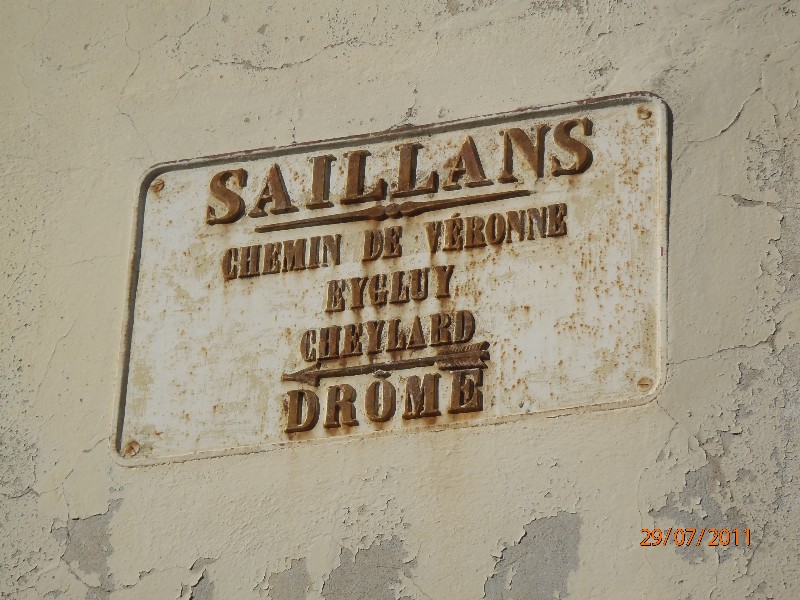 SAILLANS
CHEMIN DE VÉRONNE
EYGLUY
CHEYLARD
DRÔME
29/07/2011